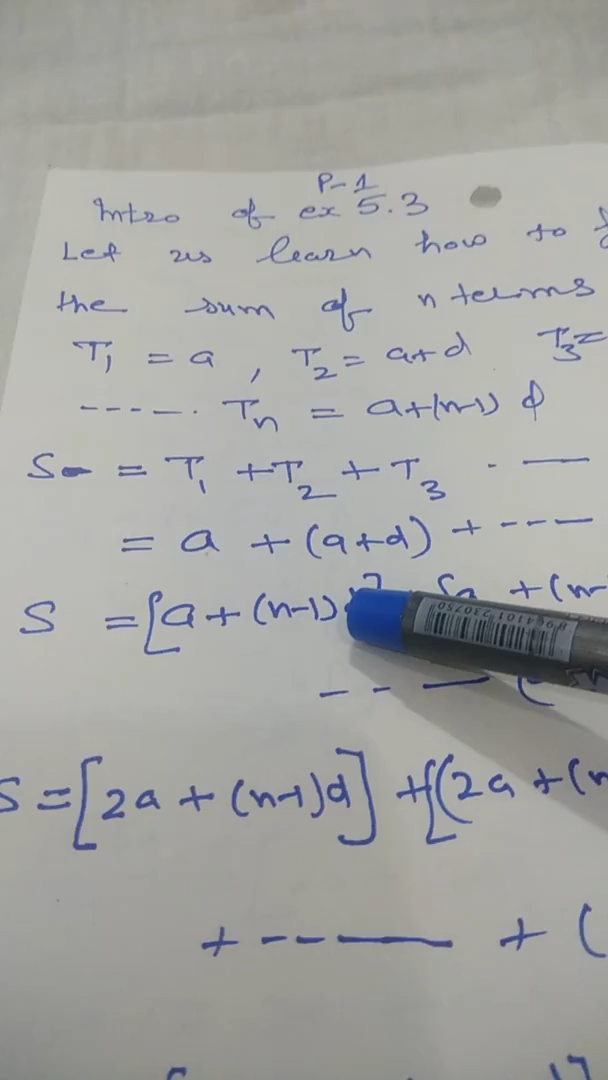 P-1
Intro of ex 5.3
Let us learn how to
the sum of n terms
T₁ = a, T₂ = a+d T₃=
-----. Tₙ = a+(n-1) d
S = T₁ + T₂ + T₃ . —
= a + (a+d) + ---
S = [a + (n-1) + (n-
-- — (
S = [2a + (n-1)d] + [(2a + (n
+ --— + (